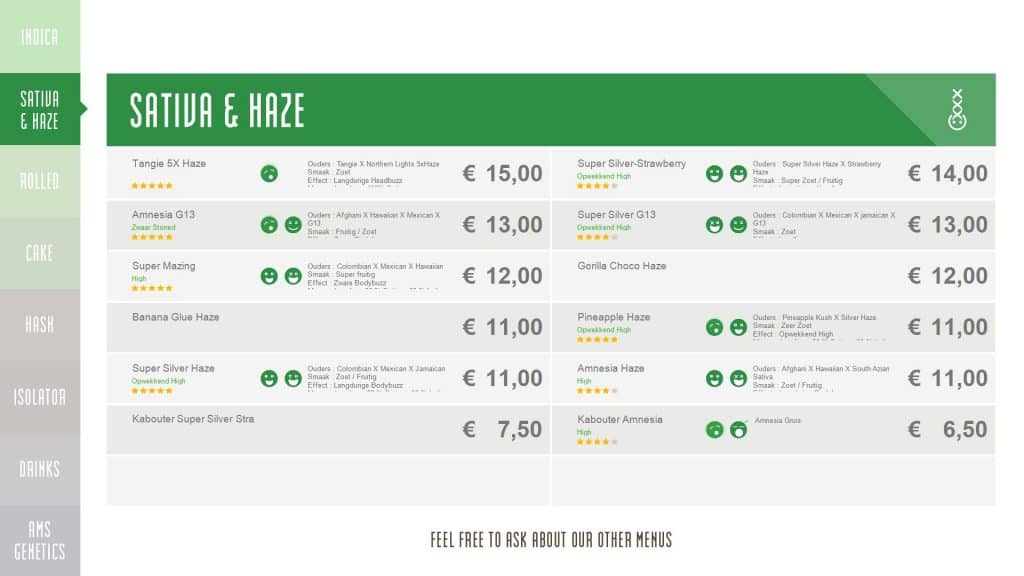 INDICA
SATIVA
& HAZE
ROLLED
CAKE
HASH
ISOLATOR
DRINKS
AMS
GENETICS
SATIVA & HAZE
XXX
Tangie 5X Haze
Ouders : Tangie X Northern Lights 5xHaze
Smaak : Zoet
Effect : Langdurige Headbuzz
€ 15,00
Super Silver-Strawberry
Opwekkend High
Ouders : Super Silver Haze X Strawberry
Haze
Smaak : Super Zoet / Fruitig
€ 14,00
Amnesia G13
Zwaar Stoned
Ouders : Afghani X Hawaiian X Mexican X
G13
Smaak : Fruitig / Zoet
€ 13,00
Super Silver G13
Opwekkend High
Ouders : Colombian X Mexican X jamaican X
G13
Smaak : Zoet
€ 13,00
Super Mazing
High
Ouders : Colombian X Mexican X Hawaiian
Smaak : Super fruitig
Effect : Zware Bodybuzz
€ 12,00
Gorilla Choco Haze
€ 12,00
Banana Glue Haze
€ 11,00
Pineapple Haze
Opwekkend High
Ouders : Pineapple Kush X Silver Haze
Smaak : Zeer Zoet
Effect : Opwekkend High
€ 11,00
Super Silver Haze
Opwekkend High
Ouders : Colombian X Mexican X Jamaican
Smaak : Zoet / Fruitig
Effect : Langdurige Bodybuzz
€ 11,00
Amnesia Haze
High
Ouders : Afghani X Hawaiian X South Azian
Sativa
Smaak : Zoet / Fruitig
€ 11,00
Kabouter Super Silver Stra
€ 7,50
Kabouter Amnesia
High
Amnesia Gruis
€ 6,50
FEEL FREE TO ASK ABOUT OUR OTHER MENUS